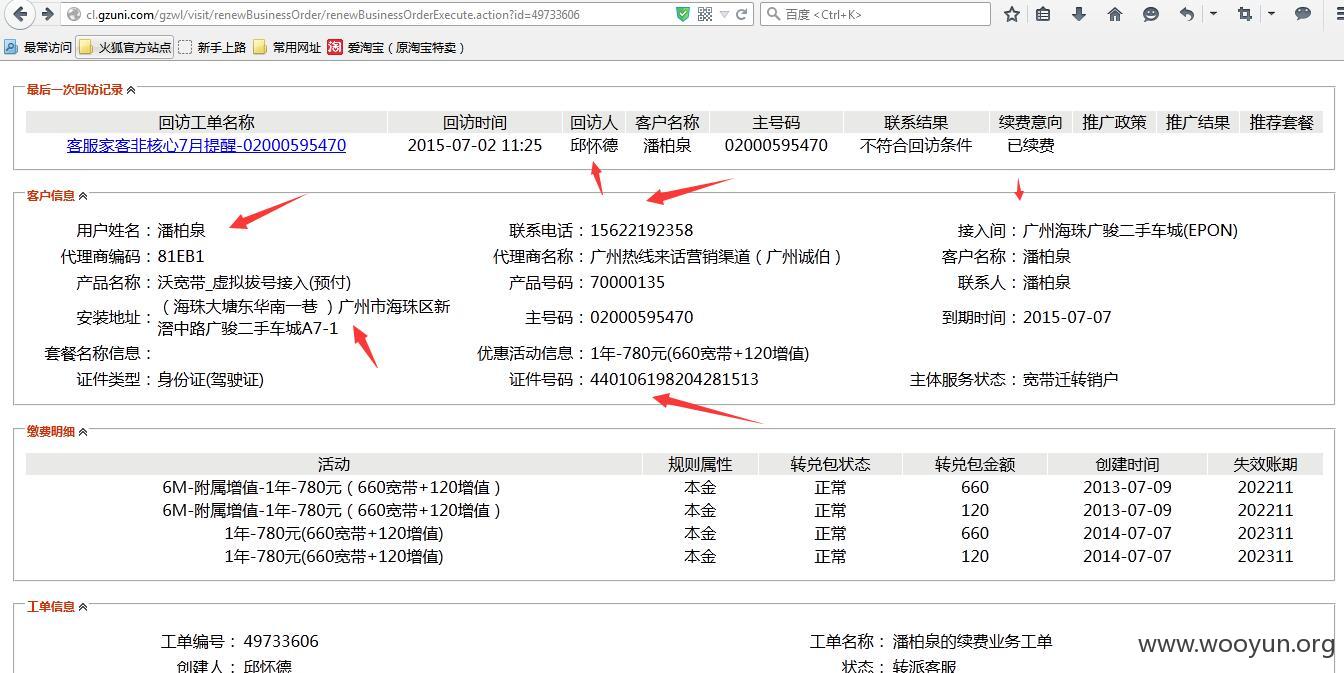 cl.gzuni.com/gzwl/visit/renewBusinessOrder/renewBusinessOrderExecute.action?id=49733606
百度 <Ctrl+K>
最常访问 火狐官方站点 新手上路 常用网址 淘 爱淘宝（原淘宝特卖）
最后一次回访记录
回访工单名称 回访时间 回访人 客户名称 主号码 联系结果 续费意向 推广政策 推广结果 推荐套餐
客服家客非核心7月提醒-02000595470 2015-07-02 11:25 邱怀德 潘柏泉 02000595470 不符合回访条件 已续费
客户信息
用户姓名：潘柏泉 联系电话：15622192358 接入间：广州海珠广骏二手车城(EPON)
代理商编码：81EB1 代理商名称：广州热线来话营销渠道（广州诚伯） 客户名称：潘柏泉
产品名称：沃宽带_虚拟拔号接入(预付) 产品号码：70000135 联系人：潘柏泉
安装地址：（海珠大塘东华南一巷 ）广州市海珠区新
滘中路广骏二手车城A7-1 主号码：02000595470 到期时间：2015-07-07
套餐名称信息： 优惠活动信息：1年-780元(660宽带+120增值)
证件类型：身份证(驾驶证) 证件号码：440106198204281513 主体服务状态：宽带迁转销户
缴费明细
活动 规则属性 转兑包状态 转兑包金额 创建时间 失效账期
6M-附属增值-1年-780元（660宽带+120增值） 本金 正常 660 2013-07-09 202211
6M-附属增值-1年-780元（660宽带+120增值） 本金 正常 120 2013-07-09 202211
1年-780元(660宽带+120增值) 本金 正常 660 2014-07-07 202311
1年-780元(660宽带+120增值) 本金 正常 120 2014-07-07 202311
工单信息
工单编号：49733606 工单名称：潘柏泉的续费业务工单
创建人：邱怀德 状态：转派客服
www.wooyun.org